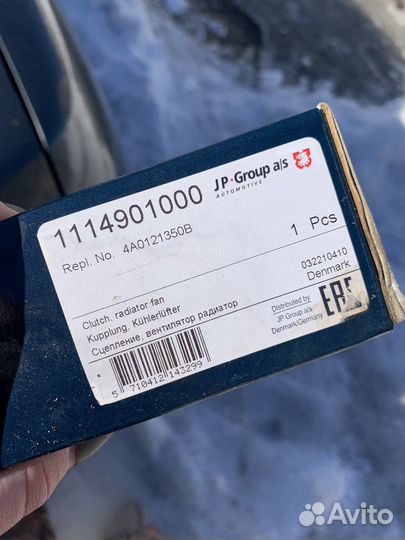 1114901000
JP·Group a/s
AUTOMOTIVE
Repl. No. 4A0121350B
1 Pcs
Clutch, radiator fan
Kupplung, Kühlerlüfter
Сцепление, вентилятор радиатор
032210410
Denmark
Distributed by
JP Group a/s
Denmark/Germany
EAC
5 710412 143299
Avito